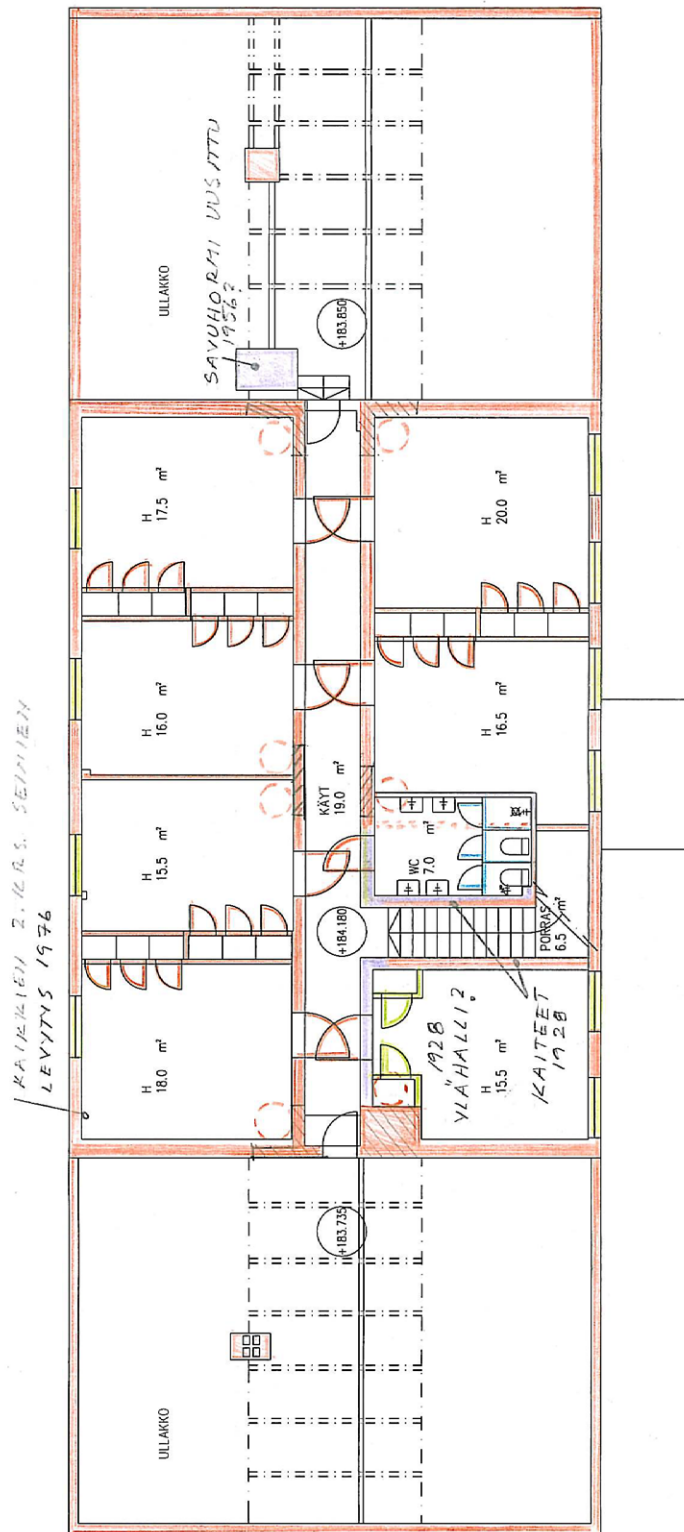 KAIKKIEN 2. KRS. SEINIEN
LEVYTYS 1976
ULLAKKO
+183.735
H
18.0 m²
H
15.5 m²
H
16.0 m²
H
17.5 m²
+184.180
KÄYT
19.0 m²
1928
YLÄHALLI?
H
15.5 m²
KAITEET
1928
PORRAS
6.5 m²
WC
7.0 m²
H
16.5 m²
H
20.0 m²
ULLAKKO
SAVUHORMI UUSITTU
1956?
+183.850